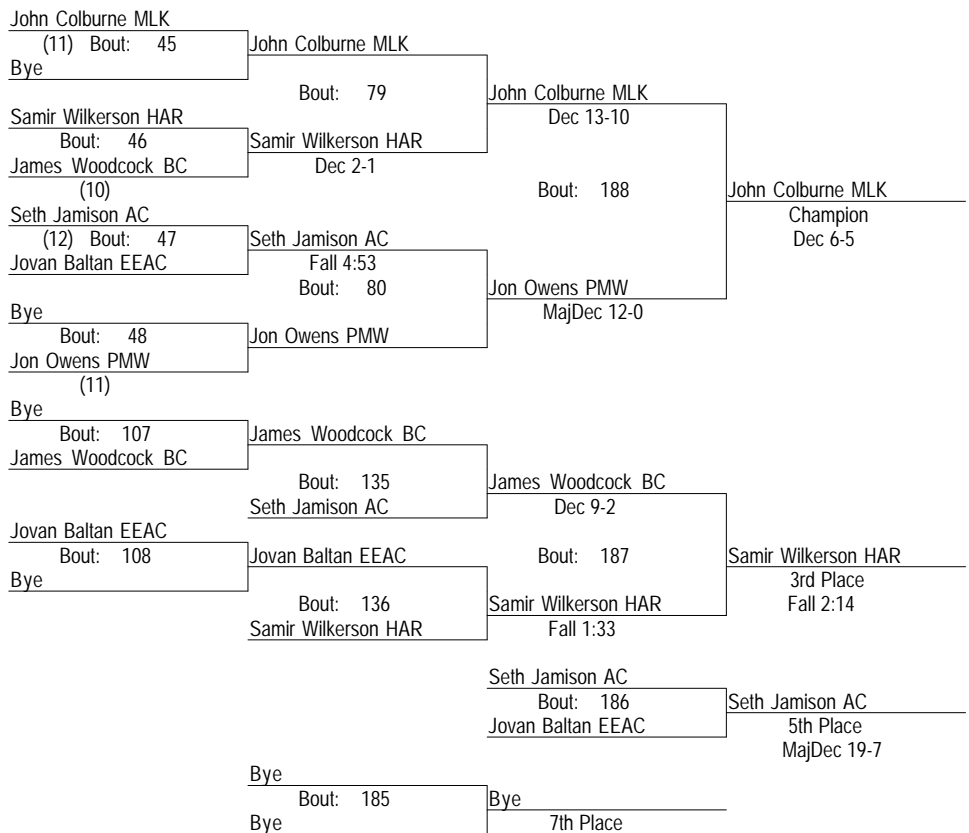 John Colburne MLK
(11) Bout: 45
John Colburne MLK
Bye
Bout: 79
John Colburne MLK
Samir Wilkerson HAR
Dec 13-10
Bout: 46
Samir Wilkerson HAR
James Woodcock BC
Dec 2-1
(10)
Bout: 188
John Colburne MLK
Seth Jamison AC
Champion
(12) Bout: 47
Seth Jamison AC
Dec 6-5
Jovan Baltan EEAC
Fall 4:53
Bout: 80
Jon Owens PMW
Bye
MajDec 12-0
Bout: 48
Jon Owens PMW
Jon Owens PMW
(11)
Bye
Bout: 107
James Woodcock BC
James Woodcock BC
Bout: 135
James Woodcock BC
Seth Jamison AC
Dec 9-2
Jovan Baltan EEAC
Bout: 108
Jovan Baltan EEAC
Bout: 187
Samir Wilkerson HAR
Bye
3rd Place
Bout: 136
Samir Wilkerson HAR
Fall 2:14
Samir Wilkerson HAR
Fall 1:33
Seth Jamison AC
Bout: 186
Seth Jamison AC
Jovan Baltan EEAC
5th Place
MajDec 19-7
Bye
Bout: 185
Bye
Bye
7th Place